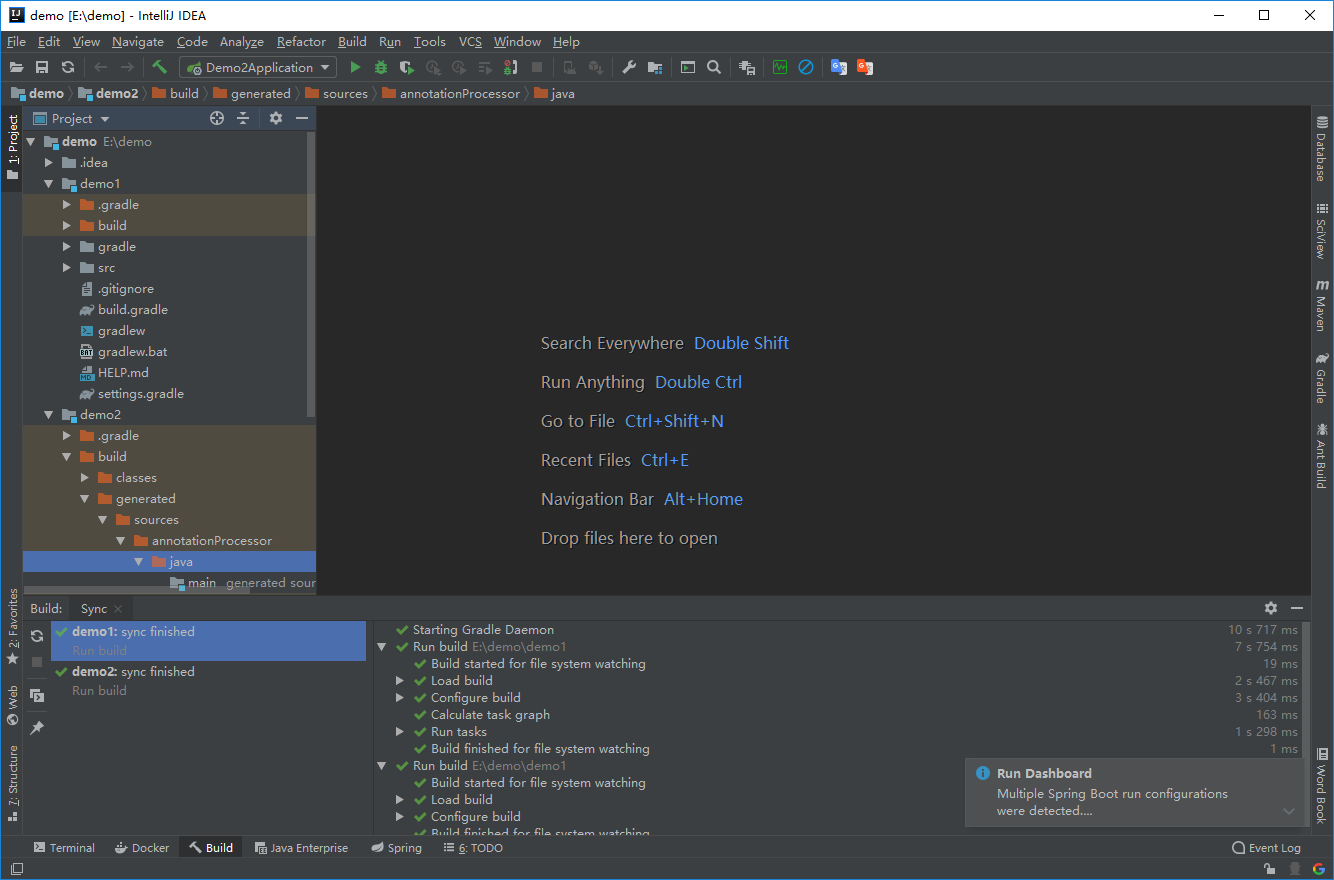 demo [E:\demo] - IntelliJ IDEA
File Edit View Navigate Code Analyze Refactor Build Run Tools VCS Window Help
Demo2Application
demo demo2 build generated sources annotationProcessor java
1: Project
Project
demo E:\demo
.idea
demo1
.gradle
build
gradle
src
.gitignore
build.gradle
gradlew
gradlew.bat
HELP.md
settings.gradle
demo2
.gradle
build
classes
generated
sources
annotationProcessor
java
main generated sour
Search Everywhere Double Shift
Run Anything Double Ctrl
Go to File Ctrl+Shift+N
Recent Files Ctrl+E
Navigation Bar Alt+Home
Drop files here to open
Database
SciView
Maven
Gradle
Ant Build
Word Book
2: Favorites
Web
7: Structure
Build: Sync
demo1: sync finished
Run build
demo2: sync finished
Run build
Starting Gradle Daemon 10 s 717 ms
Run build E:\demo\demo1 7 s 754 ms
Build started for file system watching 19 ms
Load build 2 s 467 ms
Configure build 3 s 404 ms
Calculate task graph 163 ms
Run tasks 1 s 298 ms
Build finished for file system watching 1 ms
Run build E:\demo\demo1
Build started for file system watching
Load build
Configure build
Build finished for file system watching
Run Dashboard
Multiple Spring Boot run configurations
were detected....
Terminal Docker Build Java Enterprise Spring 6: TODO Event Log